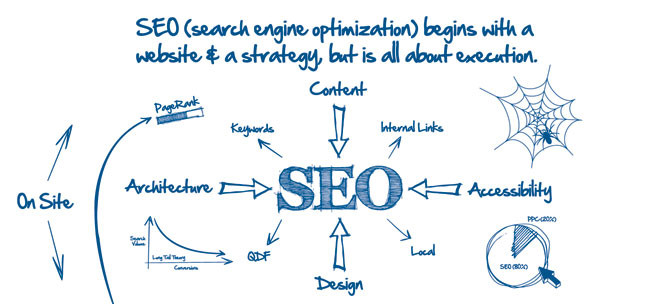 SEO (search engine optimization) begins with a
website & a strategy, but is all about execution.
Content
PageRank
Keywords
Internal Links
On Site
Architecture
SEO
Accessibility
Search
Volume
Long Tail Theory
Conversions
QDF
Design
Local
PPC (20%)
SEO (80%)